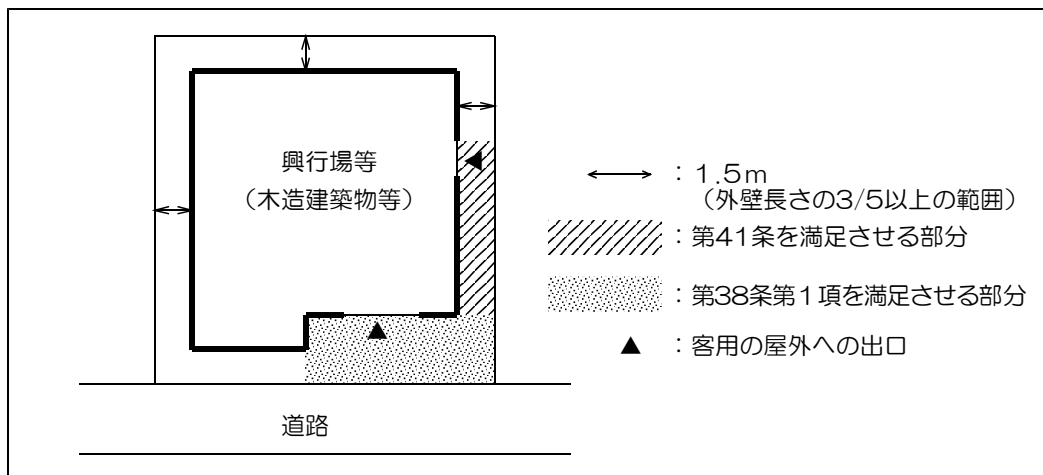 興行場等
（木造建築物等）
：1.5m
（外壁長さの3/5以上の範囲）
：第41条を満足させる部分
：第38条第１項を満足させる部分
▲ ：客用の屋外への出口
道路